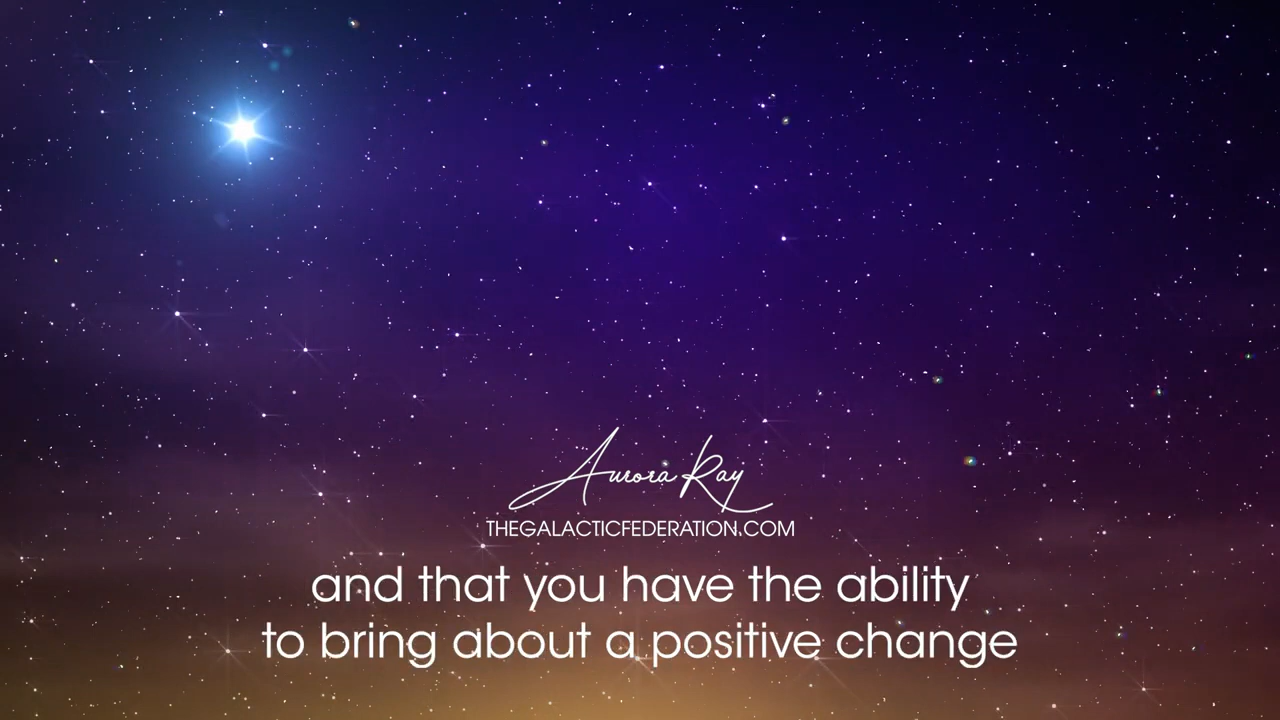 Aurora Ray
THEGALACTICFEDERATION.COM
and that you have the ability
to bring about a positive change